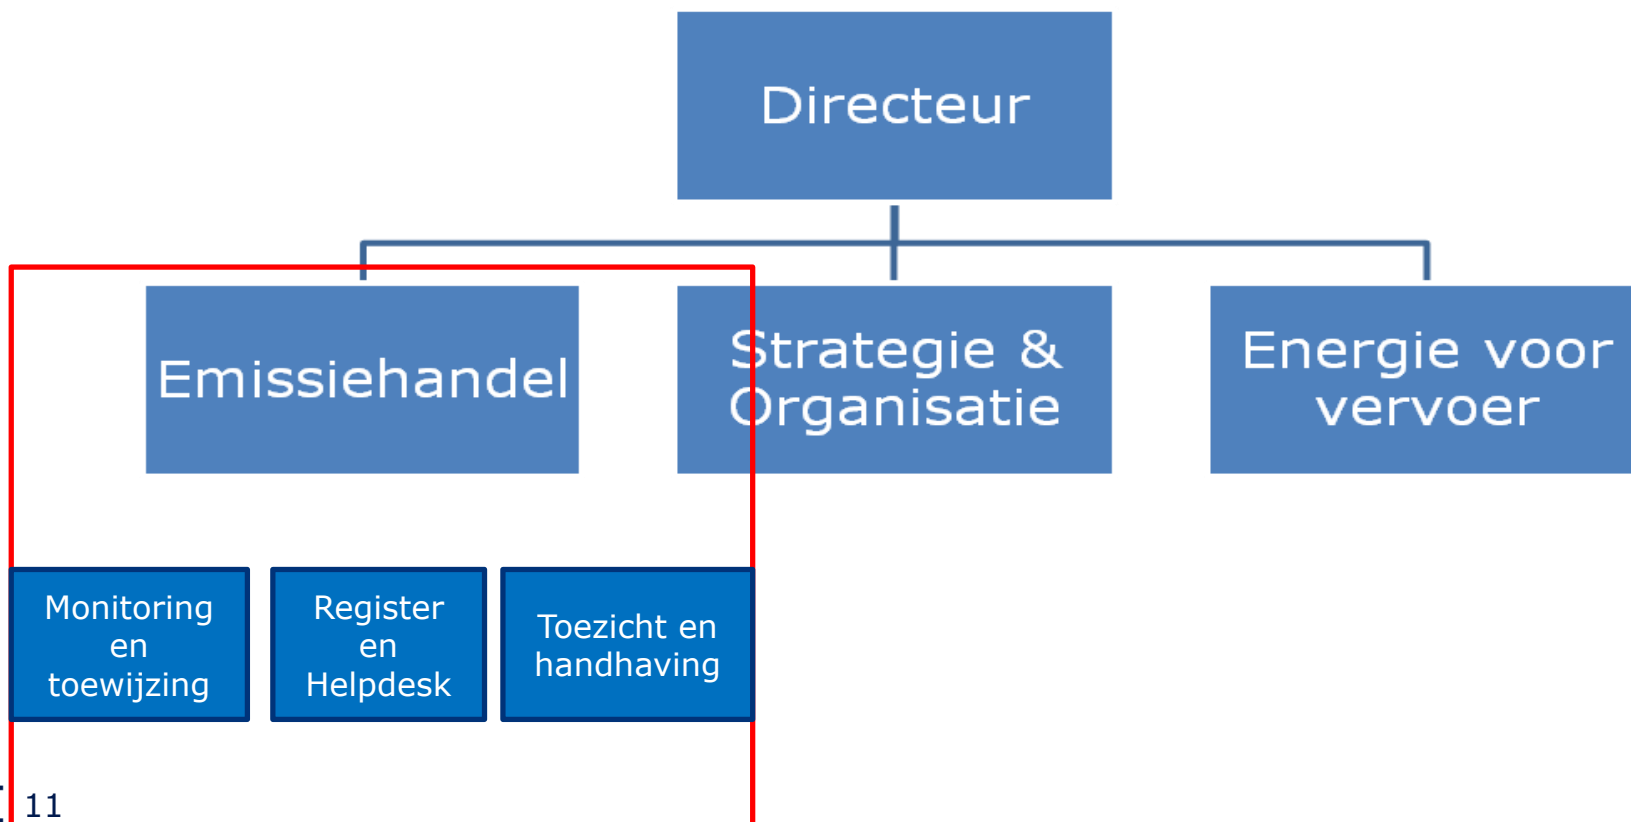 Directeur
Emissiehandel
Strategie &
Organisatie
Energie voor
vervoer
Monitoring
en
toewijzing
Register
en
Helpdesk
Toezicht en
handhaving
11